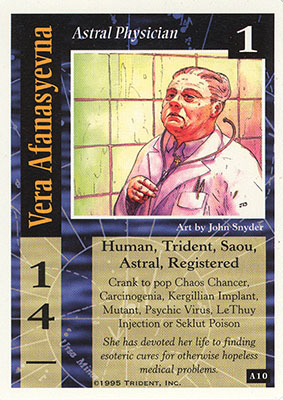 Astral Physician
1
Vera Afanasyevna
Art by John Snyder
1
4
—
Human, Trident, Saou,
Astral, Registered
Crank to pop Chaos Chancer,
Carcinogenia, Kergillian Implant,
Mutant, Psychic Virus, LeThuy
Injection or Seklut Poison
She has devoted her life to finding
esoteric cures for otherwise hopeless
medical problems.
©1995 TRIDENT, INC.
A10